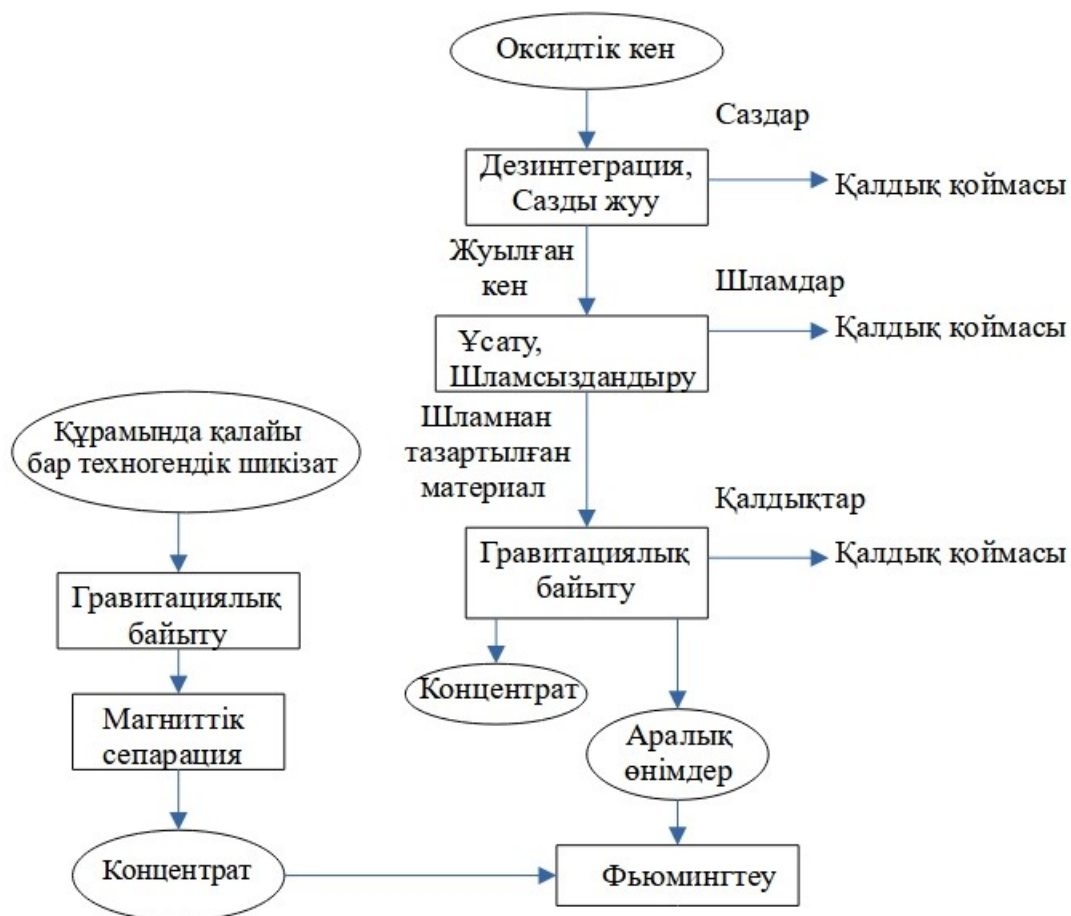 Оксидтік кен
Саздар
Дезинтеграция,
Сазды жуу
Қалдық қоймасы
Жуылған
кен
Шламдар
Қалдық қоймасы
Ұсату,
Шламсыздандыру
Шламнан
тазартылған
материал
Құрамында қалайы
бар техногендік шикізат
Қалдықтар
Гравитациялық
байыту
Қалдық қоймасы
Гравитациялық
байыту
Концентрат
Магниттік
сепарация
Аралық
өнімдер
Концентрат
Фьюмингтеу